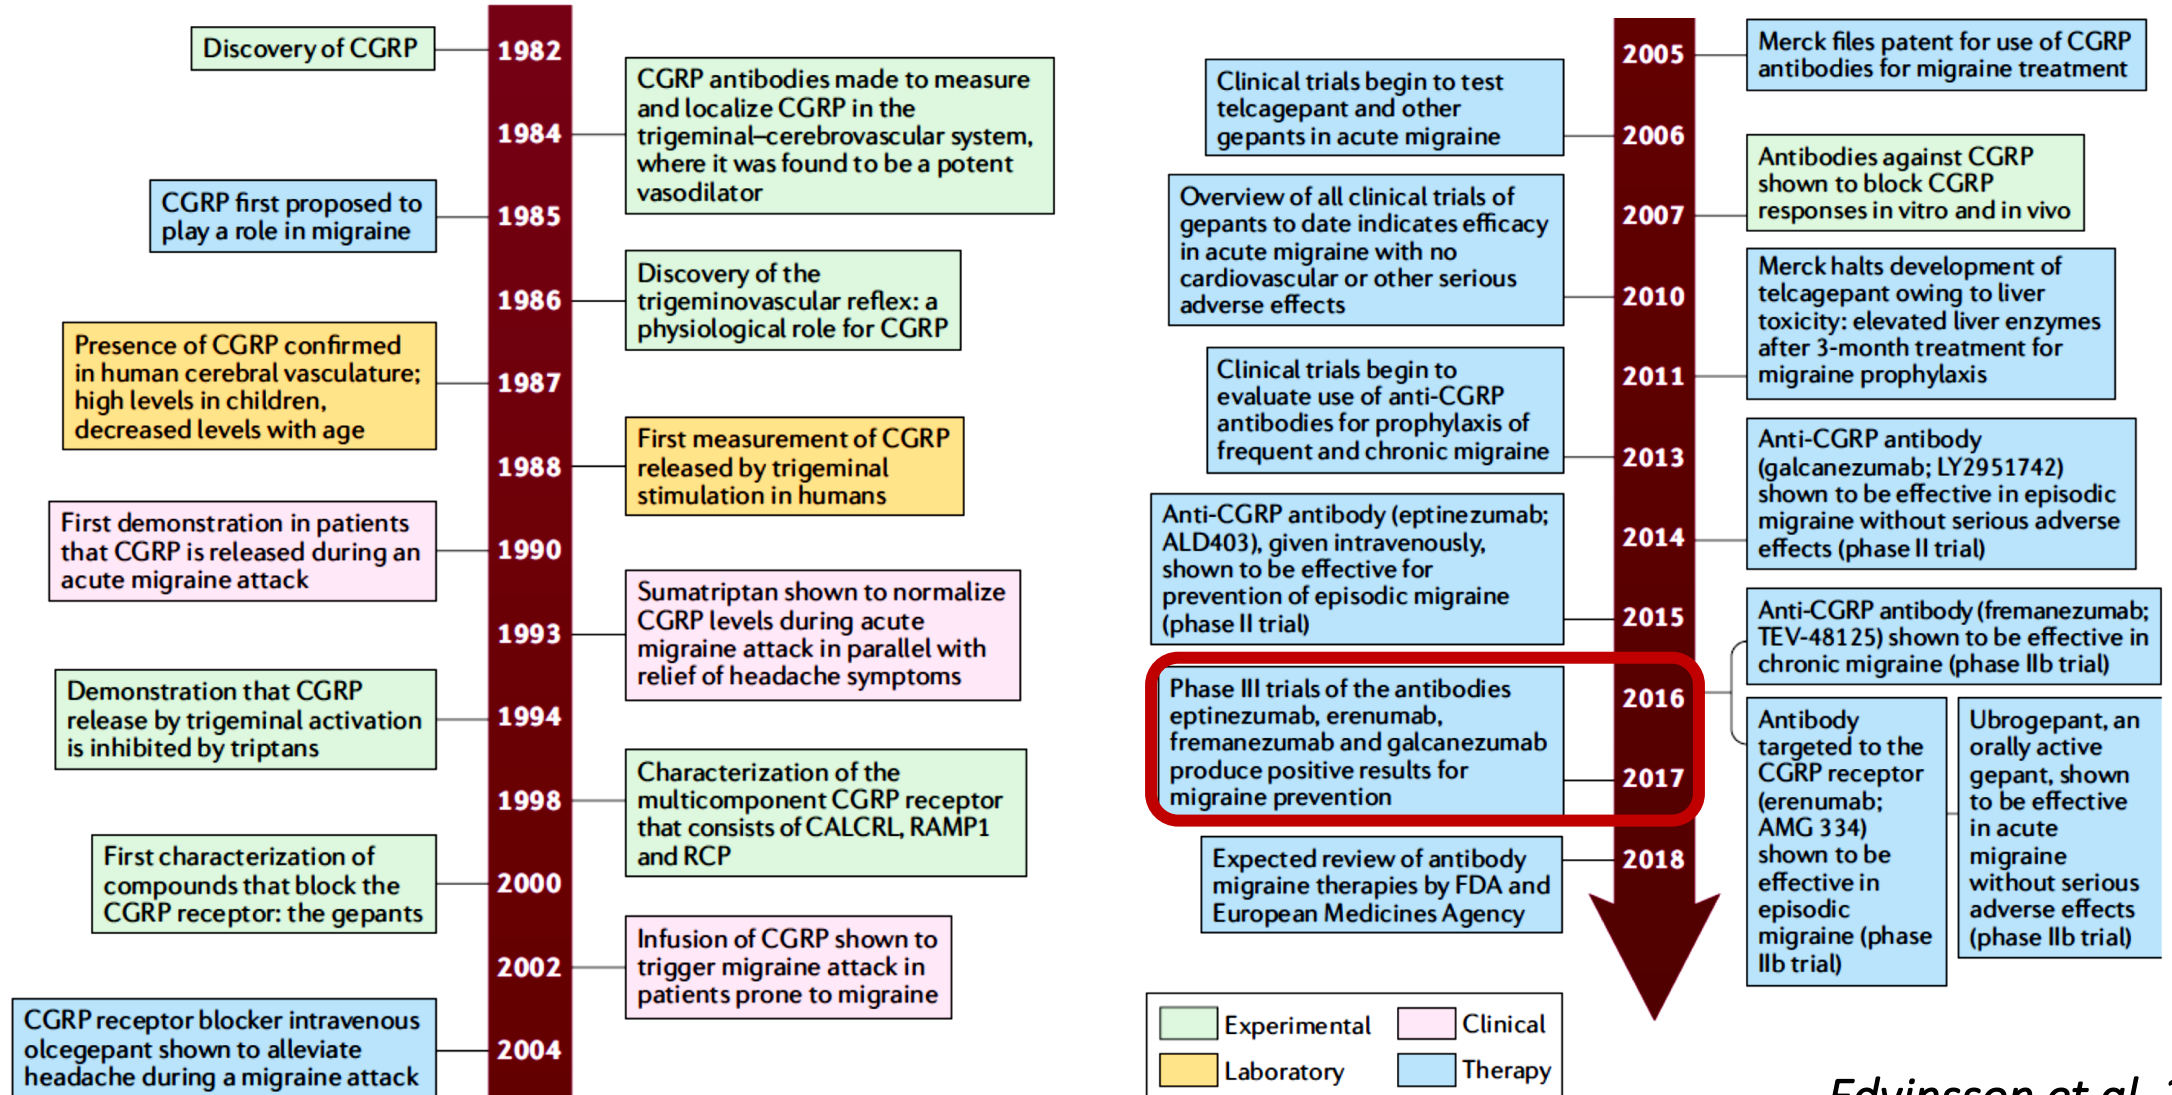 Discovery of CGRP
1982
CGRP antibodies made to measure
and localize CGRP in the
trigeminal–cerebrovascular system,
where it was found to be a potent
vasodilator
1984
CGRP first proposed to
play a role in migraine
1985
Discovery of the
trigeminovascular reflex: a
physiological role for CGRP
1986
Presence of CGRP confirmed
in human cerebral vasculature;
high levels in children,
decreased levels with age
1987
First measurement of CGRP
released by trigeminal
stimulation in humans
1988
First demonstration in patients
that CGRP is released during an
acute migraine attack
1990
Sumatriptan shown to normalize
CGRP levels during acute
migraine attack in parallel with
relief of headache symptoms
1993
Demonstration that CGRP
release by trigeminal activation
is inhibited by triptans
1994
Characterization of the
multicomponent CGRP receptor
that consists of CALCRL, RAMP1
and RCP
1998
First characterization of
compounds that block the
CGRP receptor: the gepants
2000
Infusion of CGRP shown to
trigger migraine attack in
patients prone to migraine
2002
CGRP receptor blocker intravenous
olcegepant shown to alleviate
headache during a migraine attack
2004
2005
Merck files patent for use of CGRP
antibodies for migraine treatment
Clinical trials begin to test
telcagepant and other
gepants in acute migraine
2006
Antibodies against CGRP
shown to block CGRP
responses in vitro and in vivo
2007
Overview of all clinical trials of
gepants to date indicates efficacy
in acute migraine with no
cardiovascular or other serious
adverse effects
2010
Merck halts development of
telcagepant owing to liver
toxicity: elevated liver enzymes
after 3-month treatment for
migraine prophylaxis
2011
Clinical trials begin to
evaluate use of anti-CGRP
antibodies for prophylaxis of
frequent and chronic migraine
2013
Anti-CGRP antibody
(galcanezumab; LY2951742)
shown to be effective in episodic
migraine without serious adverse
effects (phase II trial)
2014
Anti-CGRP antibody (eptinezumab;
ALD403), given intravenously,
shown to be effective for
prevention of episodic migraine
(phase II trial)
2015
Anti-CGRP antibody (fremanezumab;
TEV-48125) shown to be effective in
chronic migraine (phase IIb trial)
2016
Antibody
targeted to the
CGRP receptor
(erenumab;
AMG 334)
shown to be
effective in
episodic
migraine (phase
IIb trial)
Ubrogepant, an
orally active
gepant, shown
to be effective
in acute
migraine
without serious
adverse effects
(phase IIb trial)
Phase III trials of the antibodies
eptinezumab, erenumab,
fremanezumab and galcanezumab
produce positive results for
migraine prevention
2017
Expected review of antibody
migraine therapies by FDA and
European Medicines Agency
2018
Experimental
Clinical
Laboratory
Therapy
Edvinsson et al.